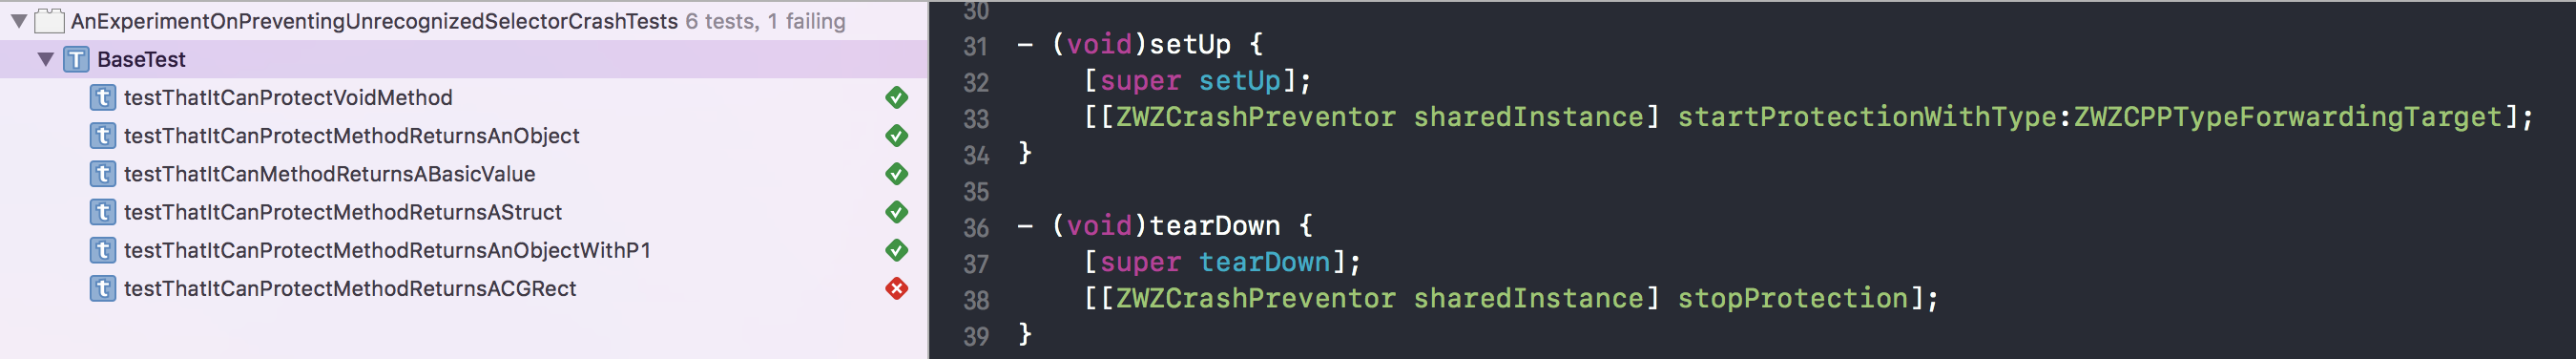 AnExperimentOnPreventingUnrecognizedSelectorCrashTests 6 tests, 1 failing
T BaseTest
t testThatItCanProtectVoidMethod
t testThatItCanProtectMethodReturnsAnObject
t testThatItCanMethodReturnsABasicValue
t testThatItCanProtectMethodReturnsAStruct
t testThatItCanProtectMethodReturnsAnObjectWithP1
t testThatItCanProtectMethodReturnsACGRect
30
31 - (void)setUp {
32 [super setUp];
33 [[ZWZCrashPreventor sharedInstance] startProtectionWithType:ZWZCPPTypeForwardingTarget];
34 }
35
36 - (void)tearDown {
37 [super tearDown];
38 [[ZWZCrashPreventor sharedInstance] stopProtection];
39 }